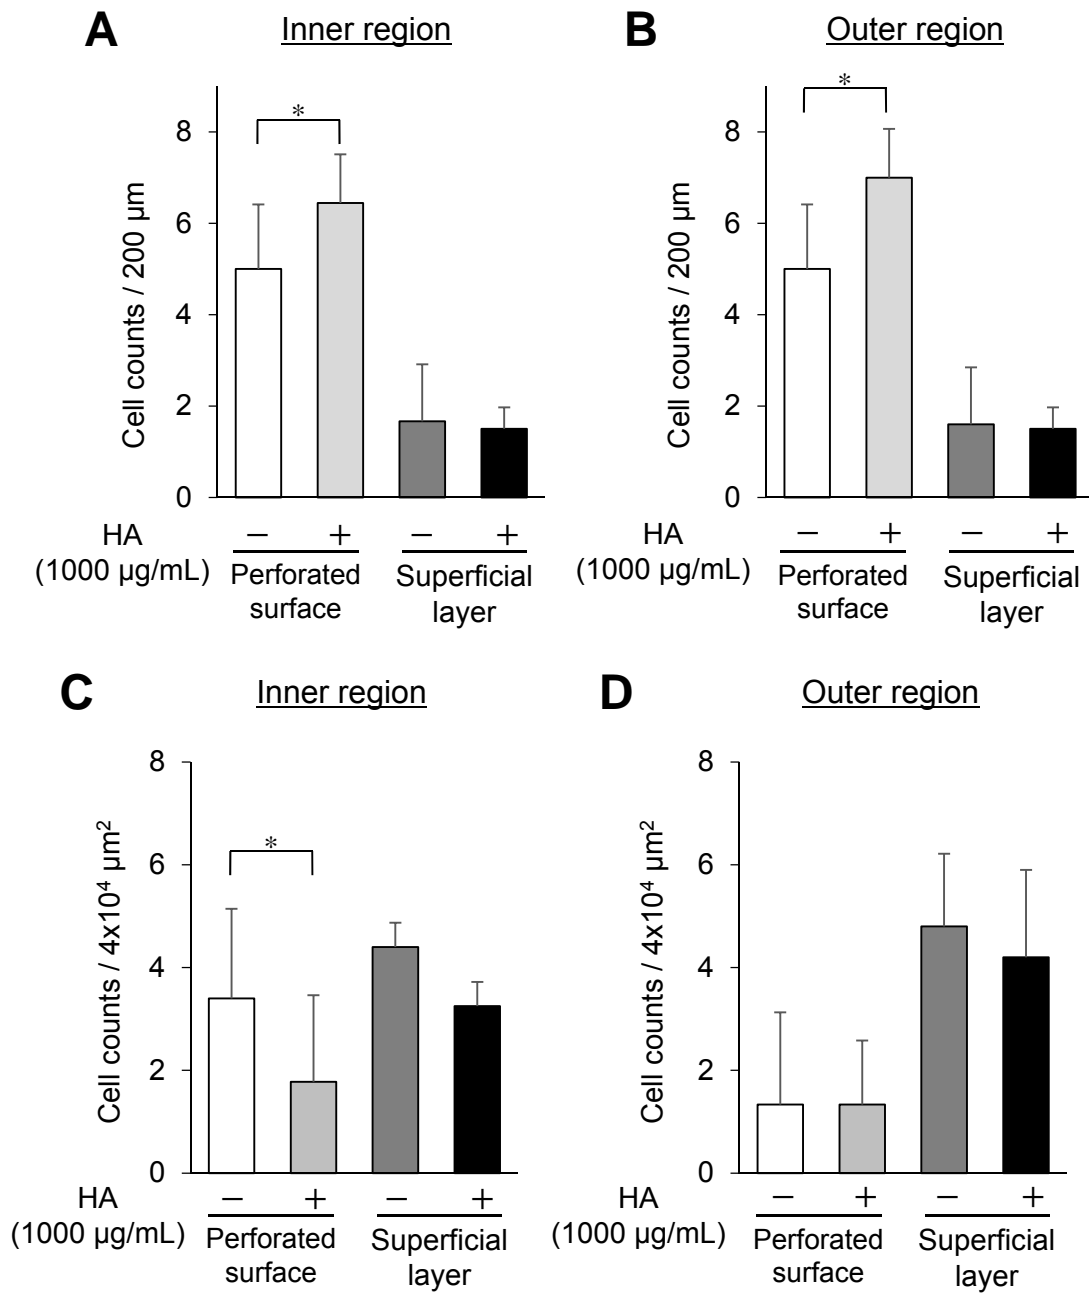 A
Inner region
*
8
6
4
2
0
Cell counts / 200 µm
HA
(1000 µg/mL)
− + − +
Perforated
surface
Superficial
layer
B
Outer region
*
8
6
4
2
0
Cell counts / 200 µm
HA
(1000 µg/mL)
− + − +
Perforated
surface
Superficial
layer
C
Inner region
*
8
6
4
2
0
Cell counts / 4x10⁴ µm²
HA
(1000 µg/mL)
− + − +
Perforated
surface
Superficial
layer
D
Outer region
8
6
4
2
0
Cell counts / 4x10⁴ µm²
HA
(1000 µg/mL)
− + − +
Perforated
surface
Superficial
layer